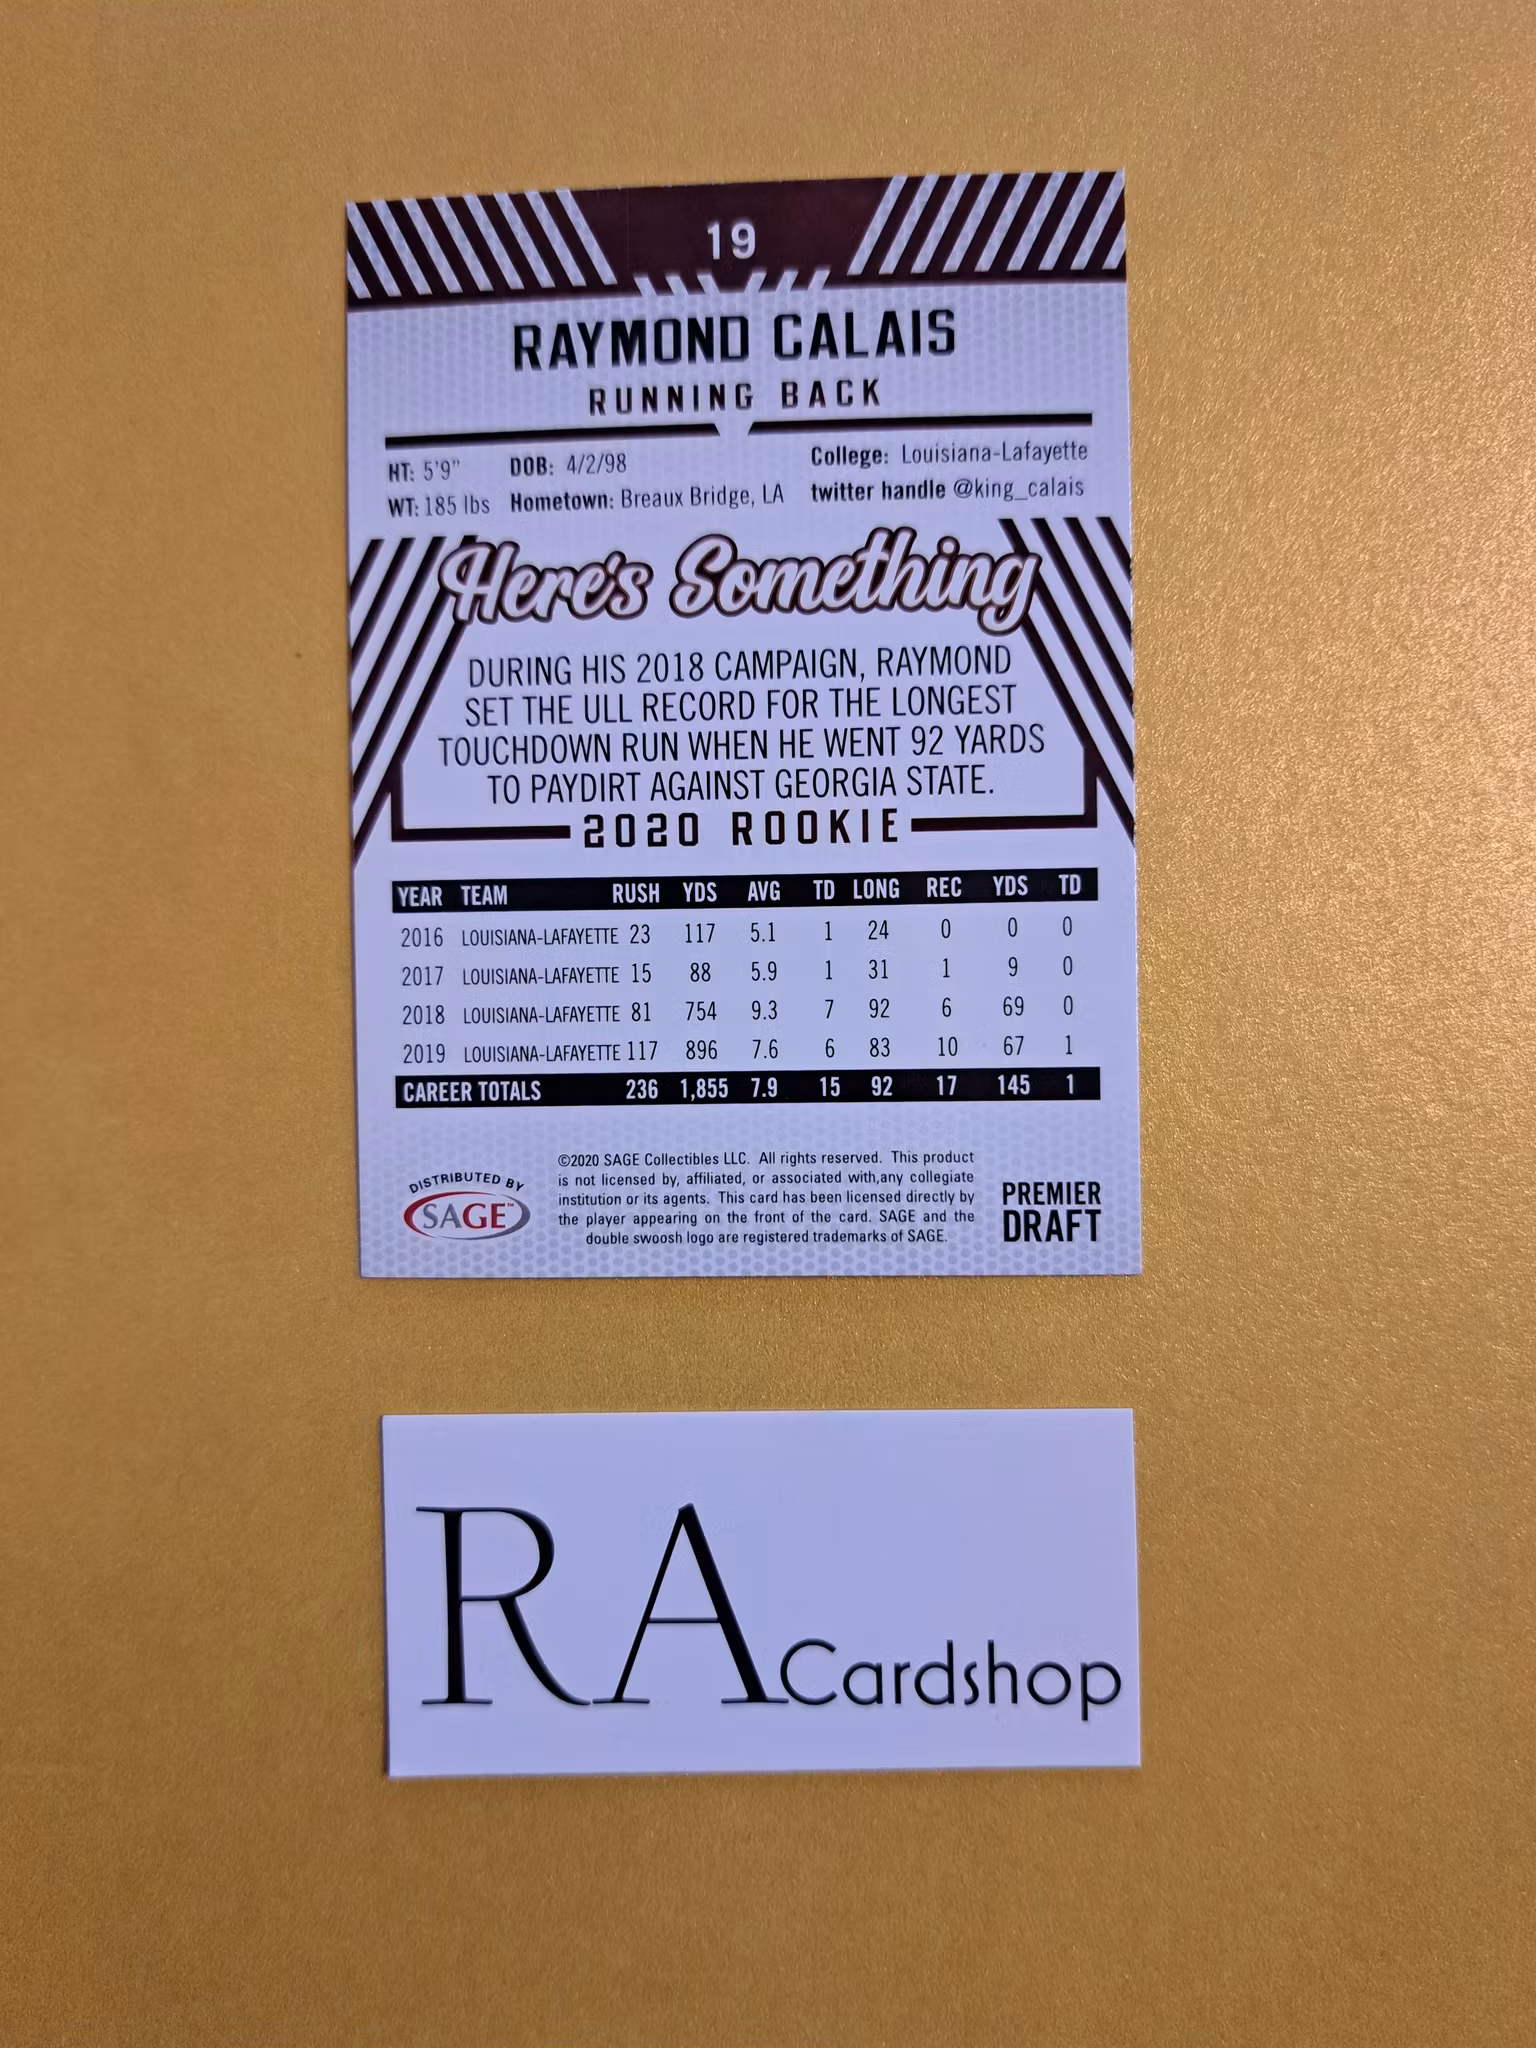 19
RAYMOND CALAIS
RUNNING BACK
HT: 5'9" DOB: 4/2/98 College: Louisiana-Lafayette
WT: 185 lbs Hometown: Breaux Bridge, LA twitter handle @king_calais
Here's Something
DURING HIS 2018 CAMPAIGN, RAYMOND
SET THE ULL RECORD FOR THE LONGEST
TOUCHDOWN RUN WHEN HE WENT 92 YARDS
TO PAYDIRT AGAINST GEORGIA STATE.
2020 ROOKIE
YEAR TEAM RUSH YDS AVG TD LONG REC YDS TD
2016 LOUISIANA-LAFAYETTE 23 117 5.1 1 24 0 0 0
2017 LOUISIANA-LAFAYETTE 15 88 5.9 1 31 1 9 0
2018 LOUISIANA-LAFAYETTE 81 754 9.3 7 92 6 69 0
2019 LOUISIANA-LAFAYETTE 117 896 7.6 6 83 10 67 1
CAREER TOTALS 236 1,855 7.9 15 92 17 145 1
DISTRIBUTED BY
SAGE™
©2020 SAGE Collectibles LLC. All rights reserved. This product
is not licensed by, affiliated, or associated with,any collegiate
institution or its agents. This card has been licensed directly by
the player appearing on the front of the card. SAGE and the
double swoosh logo are registered trademarks of SAGE.
PREMIER
DRAFT
RA Cardshop